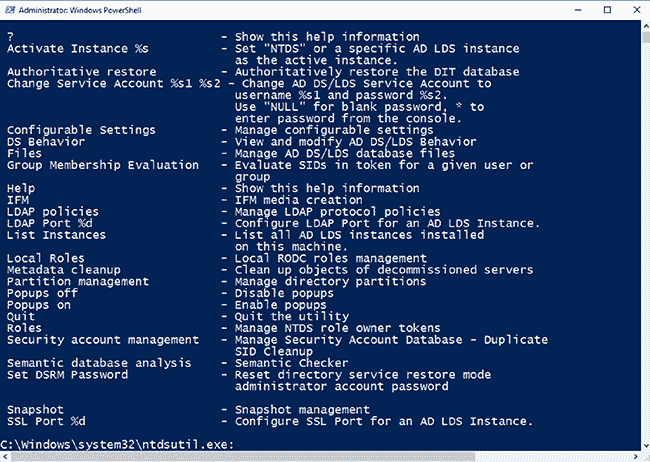 Administrator: Windows PowerShell
? - Show this help information
Activate Instance %s - Set "NTDS" or a specific AD LDS instance
as the active instance.
Authoritative restore - Authoritatively restore the DIT database
Change Service Account %s1 %s2 - Change AD DS/LDS Service Account to
username %s1 and password %s2.
Use "NULL" for blank password, * to
enter password from the console.
Configurable Settings - Manage configurable settings
DS Behavior - View and modify AD DS/LDS Behavior
Files - Manage AD DS/LDS database files
Group Membership Evaluation - Evaluate SIDs in token for a given user or
group
Help - Show this help information
IFM - IFM media creation
LDAP policies - Manage LDAP protocol policies
LDAP Port %d - Configure LDAP Port for an AD LDS Instance.
List Instances - List all AD LDS instances installed
on this machine.
Local Roles - Local RODC roles management
Metadata cleanup - Clean up objects of decommissioned servers
Partition management - Manage directory partitions
Popups off - Disable popups
Popups on - Enable popups
Quit - Quit the utility
Roles - Manage NTDS role owner tokens
Security account management - Manage Security Account Database - Duplicate
SID Cleanup
Semantic database analysis - Semantic Checker
Set DSRM Password - Reset directory service restore mode
administrator account password
Snapshot - Snapshot management
SSL Port %d - Configure SSL Port for an AD LDS Instance.
C:\Windows\system32\ntdsutil.exe: